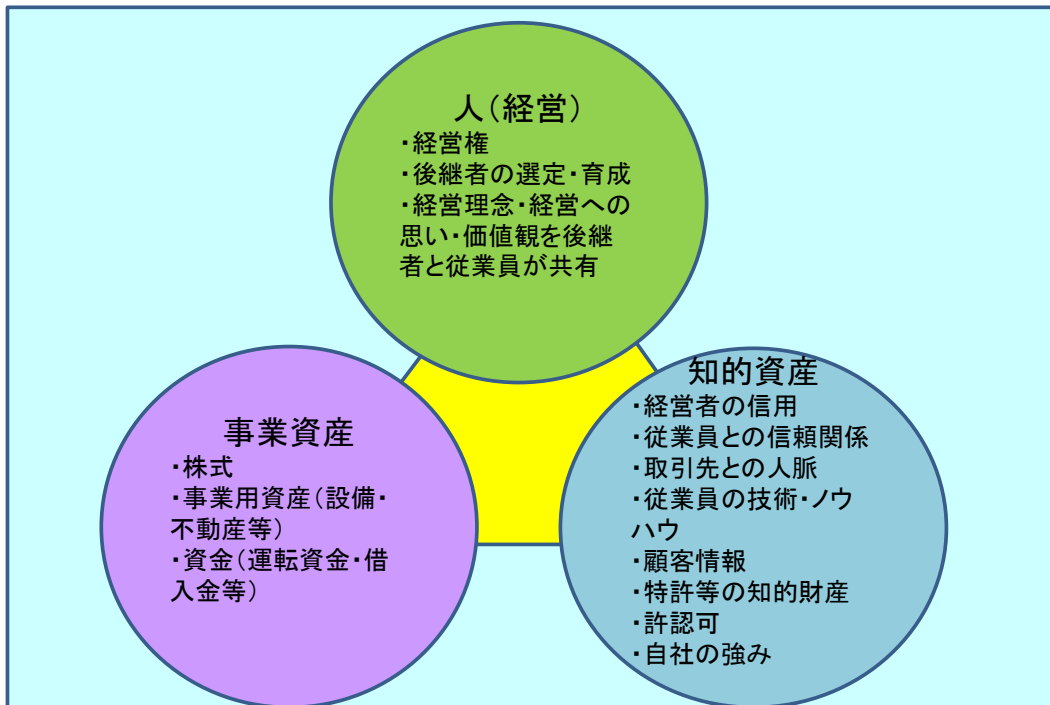 人（経営）
・経営権
・後継者の選定・育成
・経営理念・経営への
思い・価値観を後継
者と従業員が共有
事業資産
・株式
・事業用資産（設備・
不動産等）
・資金（運転資金・借
入金等）
知的資産
・経営者の信用
・従業員との信頼関係
・取引先との人脈
・従業員の技術・ノウ
ハウ
・顧客情報
・特許等の知的財産
・許認可
・自社の強み